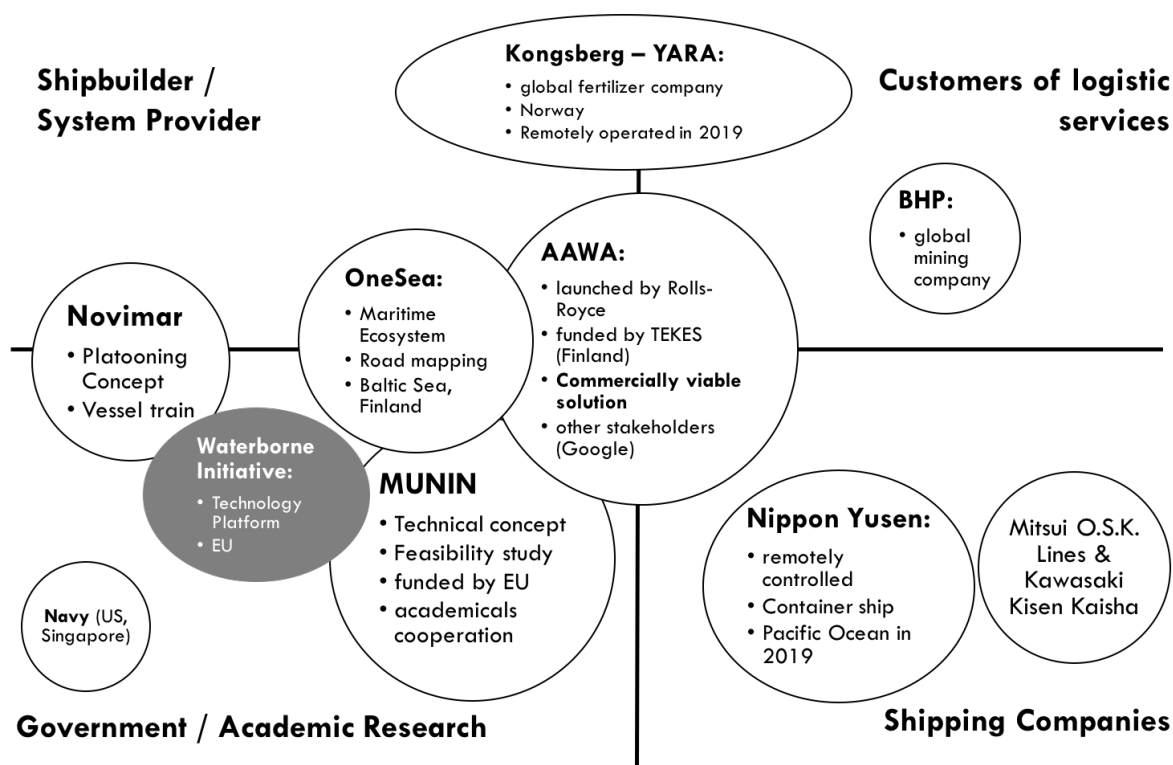 Shipbuilder /
System Provider
Kongsberg – YARA:
• global fertilizer company
• Norway
• Remotely operated in 2019
Customers of logistic
services
BHP:
• global
mining
company
AAWA:
• launched by Rolls-
Royce
• funded by TEKES
(Finland)
• Commercially viable
solution
• other stakeholders
(Google)
OneSea:
• Maritime
Ecosystem
• Road mapping
• Baltic Sea,
Finland
Novimar
• Platooning
Concept
• Vessel train
Waterborne
Initiative:
• Technology
Platform
• EU
MUNIN
• Technical concept
• Feasibility study
• funded by EU
• academicals
cooperation
Navy (US,
Singapore)
Nippon Yusen:
• remotely
controlled
• Container ship
• Pacific Ocean in
2019
Mitsui O.S.K.
Lines &
Kawasaki
Kisen Kaisha
Government / Academic Research
Shipping Companies